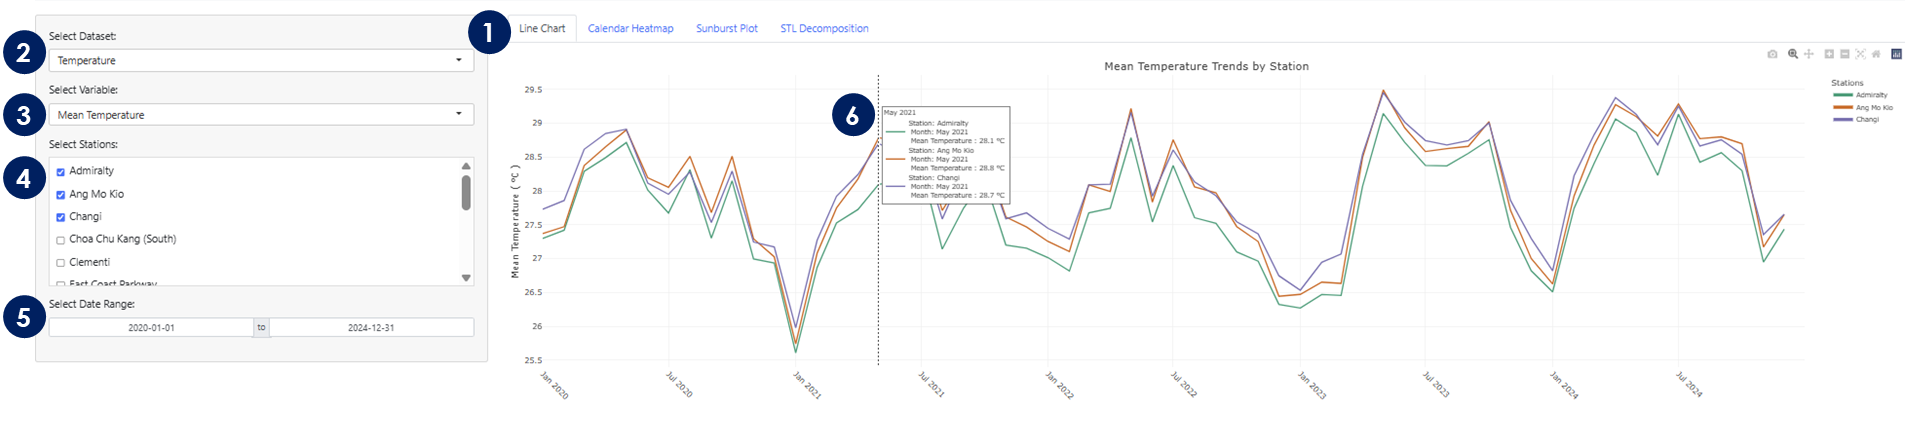 1
Line Chart
Calendar Heatmap
Sunburst Plot
STL Decomposition
2
Select Dataset:
Temperature
3
Select Variable:
Mean Temperature
4
Select Stations:
Admiralty
Ang Mo Kio
Changi
Choa Chu Kang (South)
Clementi
East Coast Parkway
5
Select Date Range:
2020-01-01
to
2024-12-31
Mean Temperature Trends by Station
Mean Temperature ( °C )
29.5
29
28.5
28
27.5
27
26.5
26
25.5
Jan 2020
Jul 2020
Jan 2021
Jul 2021
Jan 2022
Jul 2022
Jan 2023
Jul 2023
Jan 2024
Jul 2024
6
May 2021
Station: Admiralty
Month: May 2021
Mean Temperature : 28.1 °C
Station: Ang Mo Kio
Month: May 2021
Mean Temperature : 28.8 °C
Station: Changi
Month: May 2021
Mean Temperature : 28.7 °C
Stations
Admiralty
Ang Mo Kio
Changi